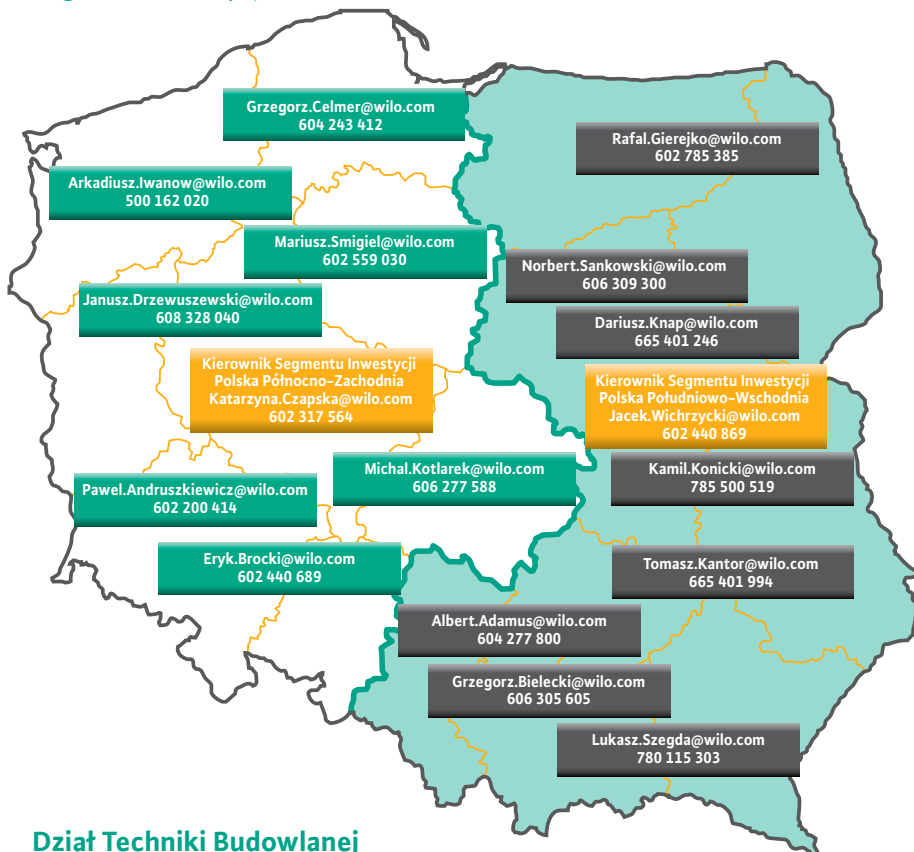 Grzegorz.Celmer@wilo.com
604 243 412
Rafal.Gierejko@wilo.com
602 785 385
Arkadiusz.Iwanow@wilo.com
500 162 020
Mariusz.Smigiel@wilo.com
602 559 030
Norbert.Sankowski@wilo.com
606 309 300
Janusz.Drzewuszewski@wilo.com
608 328 040
Dariusz.Knap@wilo.com
665 401 246
Kierownik Segmentu Inwestycji
Polska Północno-Zachodnia
Katarzyna.Czapska@wilo.com
602 317 564
Kierownik Segmentu Inwestycji
Polska Południowo-Wschodnia
Jacek.Wichrzycki@wilo.com
602 440 869
Michal.Kotlarek@wilo.com
606 277 588
Kamil.Konicki@wilo.com
785 500 519
Pawel.Andruszkiewicz@wilo.com
602 200 414
Eryk.Brocki@wilo.com
602 440 689
Tomasz.Kantor@wilo.com
665 401 994
Albert.Adamus@wilo.com
604 277 800
Grzegorz.Bielecki@wilo.com
606 305 605
Lukasz.Szegda@wilo.com
780 115 303
Dział Techniki Budowlanej